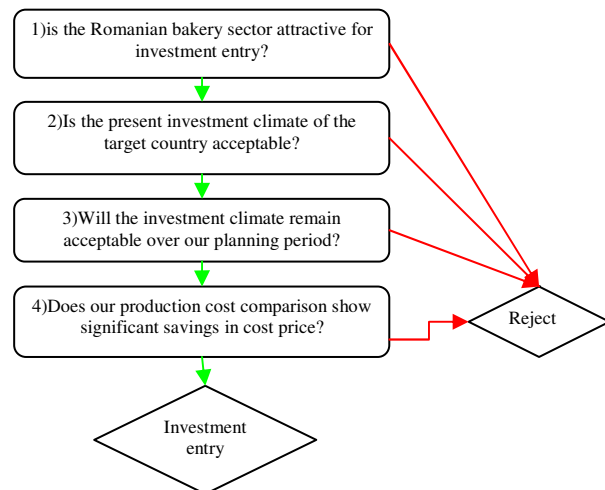 1)is the Romanian bakery sector attractive for
investment entry?
2)Is the present investment climate of the
target country acceptable?
3)Will the investment climate remain
acceptable over our planning period?
4)Does our production cost comparison show
significant savings in cost price?
Reject
Investment
entry